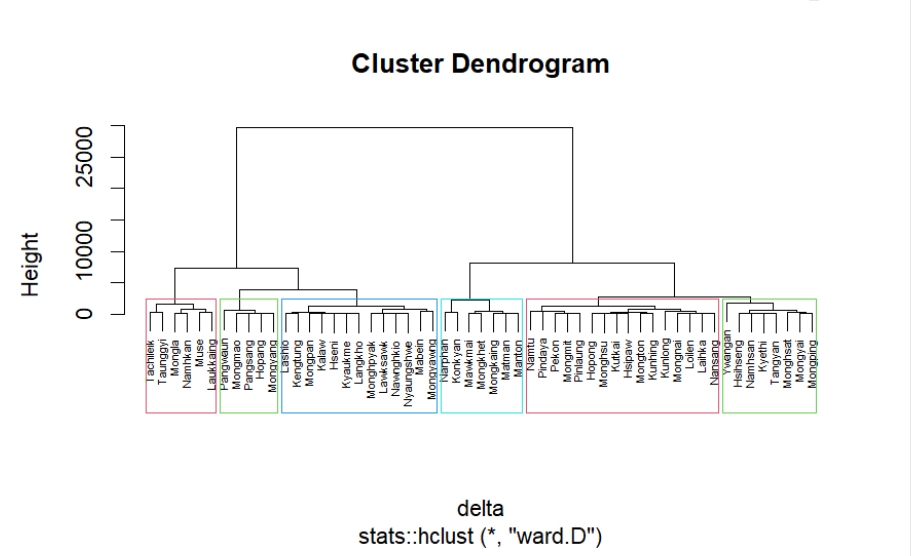 Cluster Dendrogram
Height
0
10000
25000
Tachileik
Taunggyi
Mongla
Namhkan
Muse
Laukkaing
Pangwaun
Mongmao
Pangsang
Hopang
Mongyang
Lashio
Kengtung
Mongpan
Kalaw
Hseni
Kyaukme
Langkho
Monghpyak
Lawksawk
Nawnghkio
Nyaungshwe
Mabein
Mongyawng
Narphan
Konkyan
Mawkmai
Mongkhet
Mongkaing
Matman
Manton
Namtu
Pindaya
Pekon
Mongmit
Pinlaung
Hopong
Monghsu
Kutkai
Hsipaw
Mongton
Kunhing
Kunlong
Mongnai
Loilen
Laihka
Nansang
Ywangan
Hsihseng
Namhsan
Kyethi
Tangyan
Monghsat
Mongyai
Mongping
delta
stats::hclust (*, "ward.D")